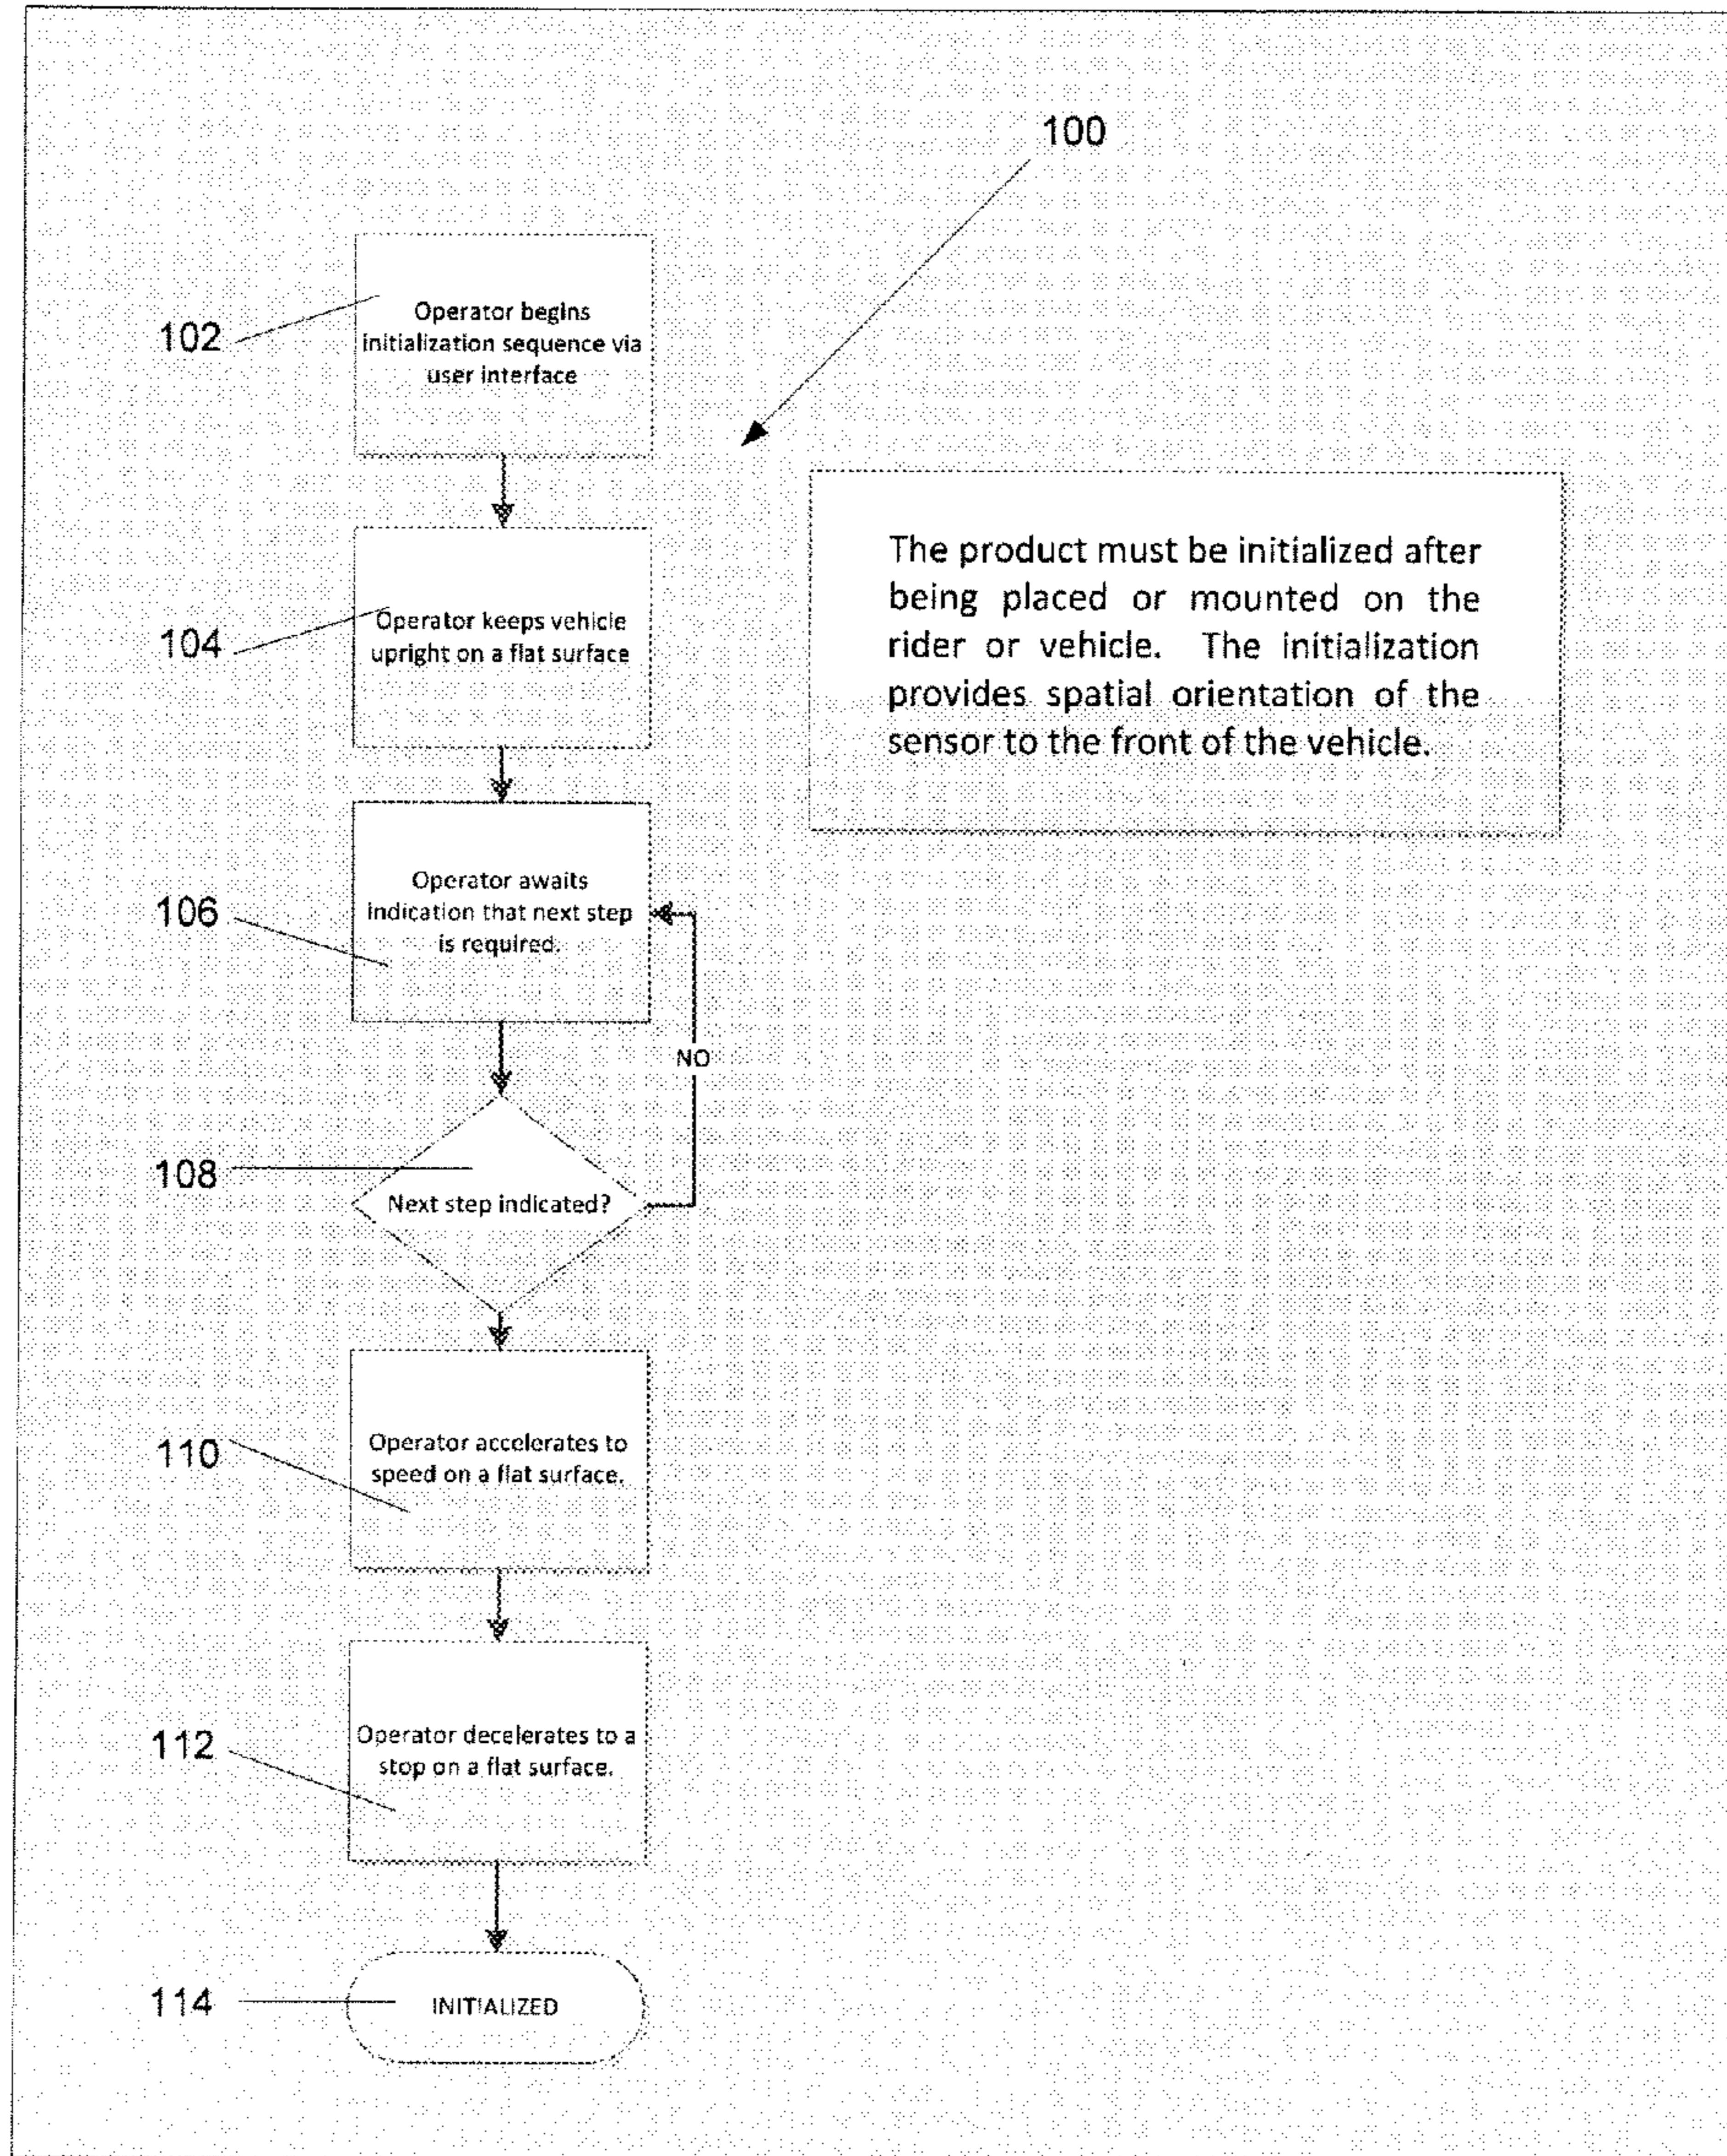 100
102
Operator begins
initialization sequence via
user interface
104
Operator keeps vehicle
upright on a flat surface
The product must be initialized after
being placed or mounted on the
rider or vehicle. The initialization
provides spatial orientation of the
sensor to the front of the vehicle.
106
Operator awaits
indication that next step
is required.
NO
108
Next step indicated?
110
Operator accelerates to
speed on a flat surface.
112
Operator decelerates to a
stop on a flat surface.
114
INITIALIZED